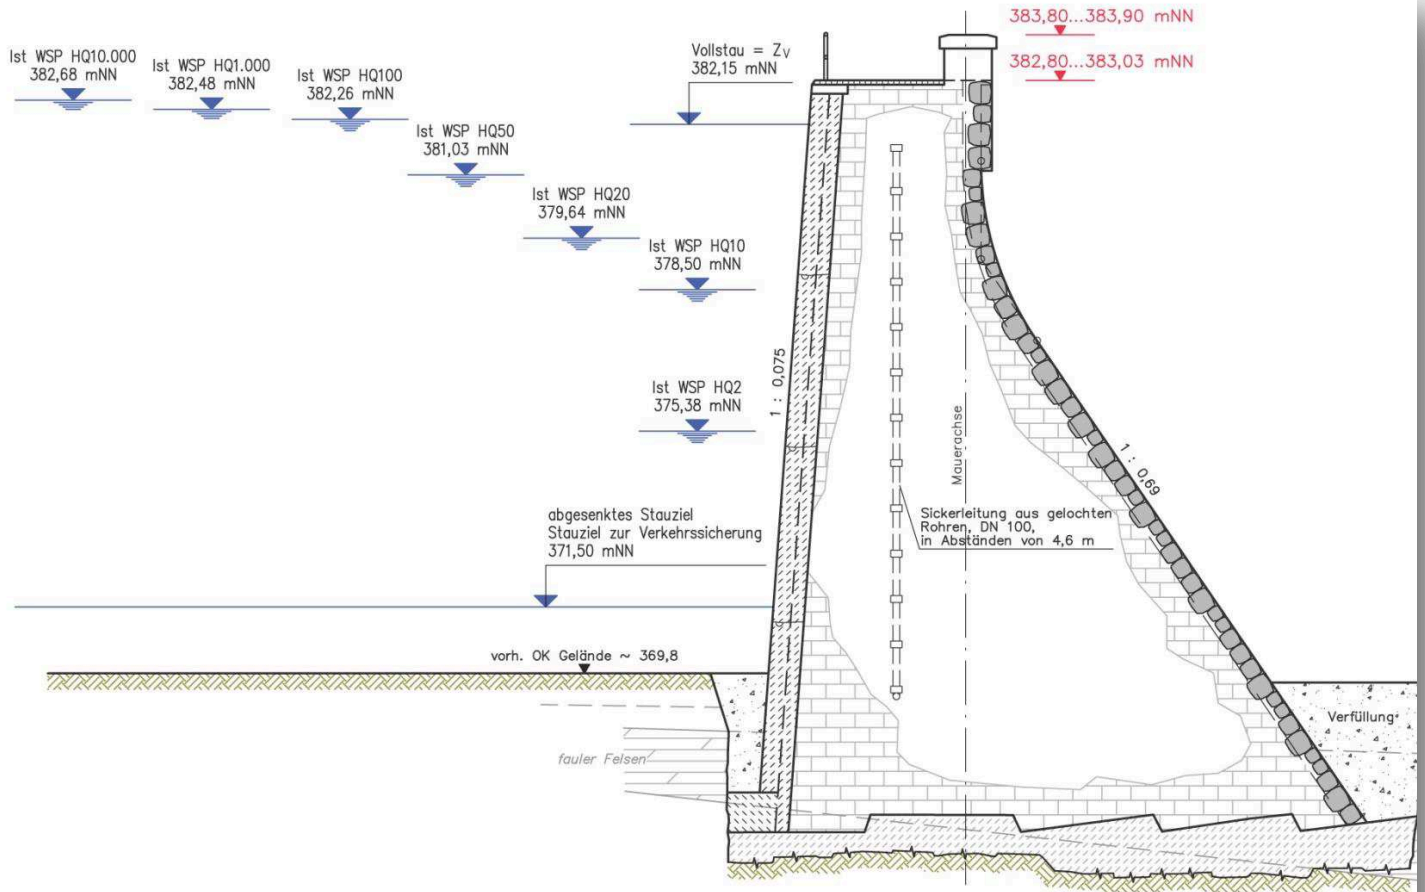 383,80...383,90 mNN
Ist WSP HQ10.000
382,68 mNN
Ist WSP HQ1.000
382,48 mNN
Ist WSP HQ100
382,26 mNN
Vollstau = Zv
382,15 mNN
382,80...383,03 mNN
Ist WSP HQ50
381,03 mNN
Ist WSP HQ20
379,64 mNN
Ist WSP HQ10
378,50 mNN
1 : 0,075
Ist WSP HQ2
375,38 mNN
Mauerachse
1 : 0,69
abgesenktes Stauziel
Stauziel zur Verkehrssicherung
371,50 mNN
Sickerleitung aus gelochten
Rohren, DN 100,
in Abständen von 4,6 m
vorh. OK Gelände ~ 369,8
Verfüllung
fauler Felsen